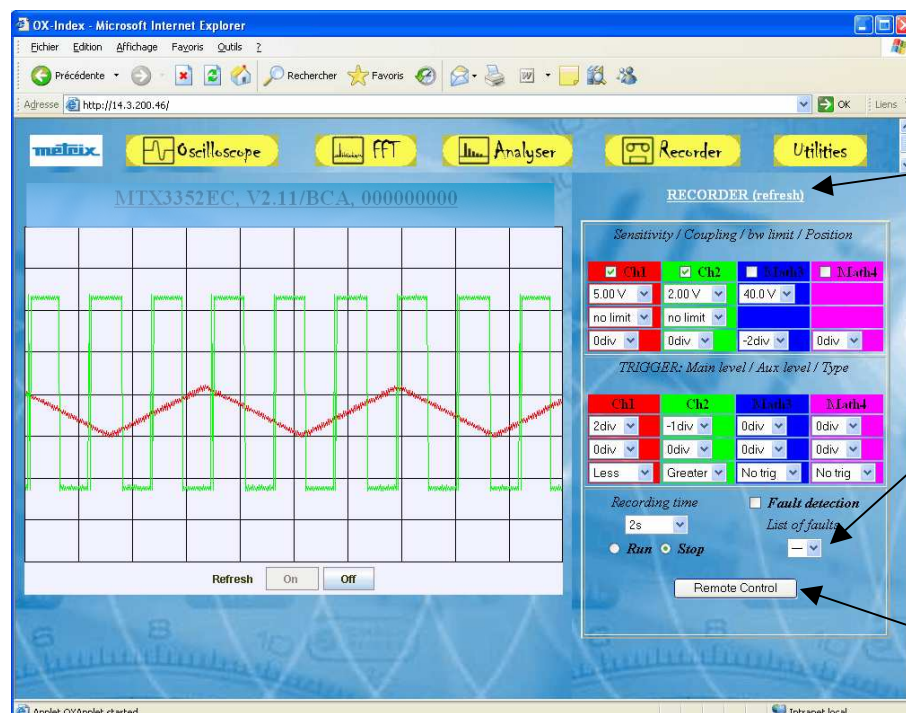 OX-Index - Microsoft Internet Explorer
Fichier Edition Affichage Favoris Outils ?
Précédente Rechercher Favoris
Adresse http://14.3.200.46/ OK Liens
metrix Oscilloscope FFT Analyser Recorder Utilities
MTX3352EC, V2.11/BCA, 000000000
RECORDER (refresh)
Sensitivity / Coupling / bw limit / Position
Ch1 Ch2 Math3 Math4
5.00 V 2.00 V 40.0 V
no limit no limit
0div 0div -2div 0div
TRIGGER: Main level / Aux level / Type
Ch1 Ch2 Math3 Math4
2div -1div 0div 0div
0div 0div 0div 0div
Less Greater No trig No trig
Recording time Fault detection
2s List of faults
Run Stop —
Refresh On Off
Remote Control
Applet OXApplet started Intranet local